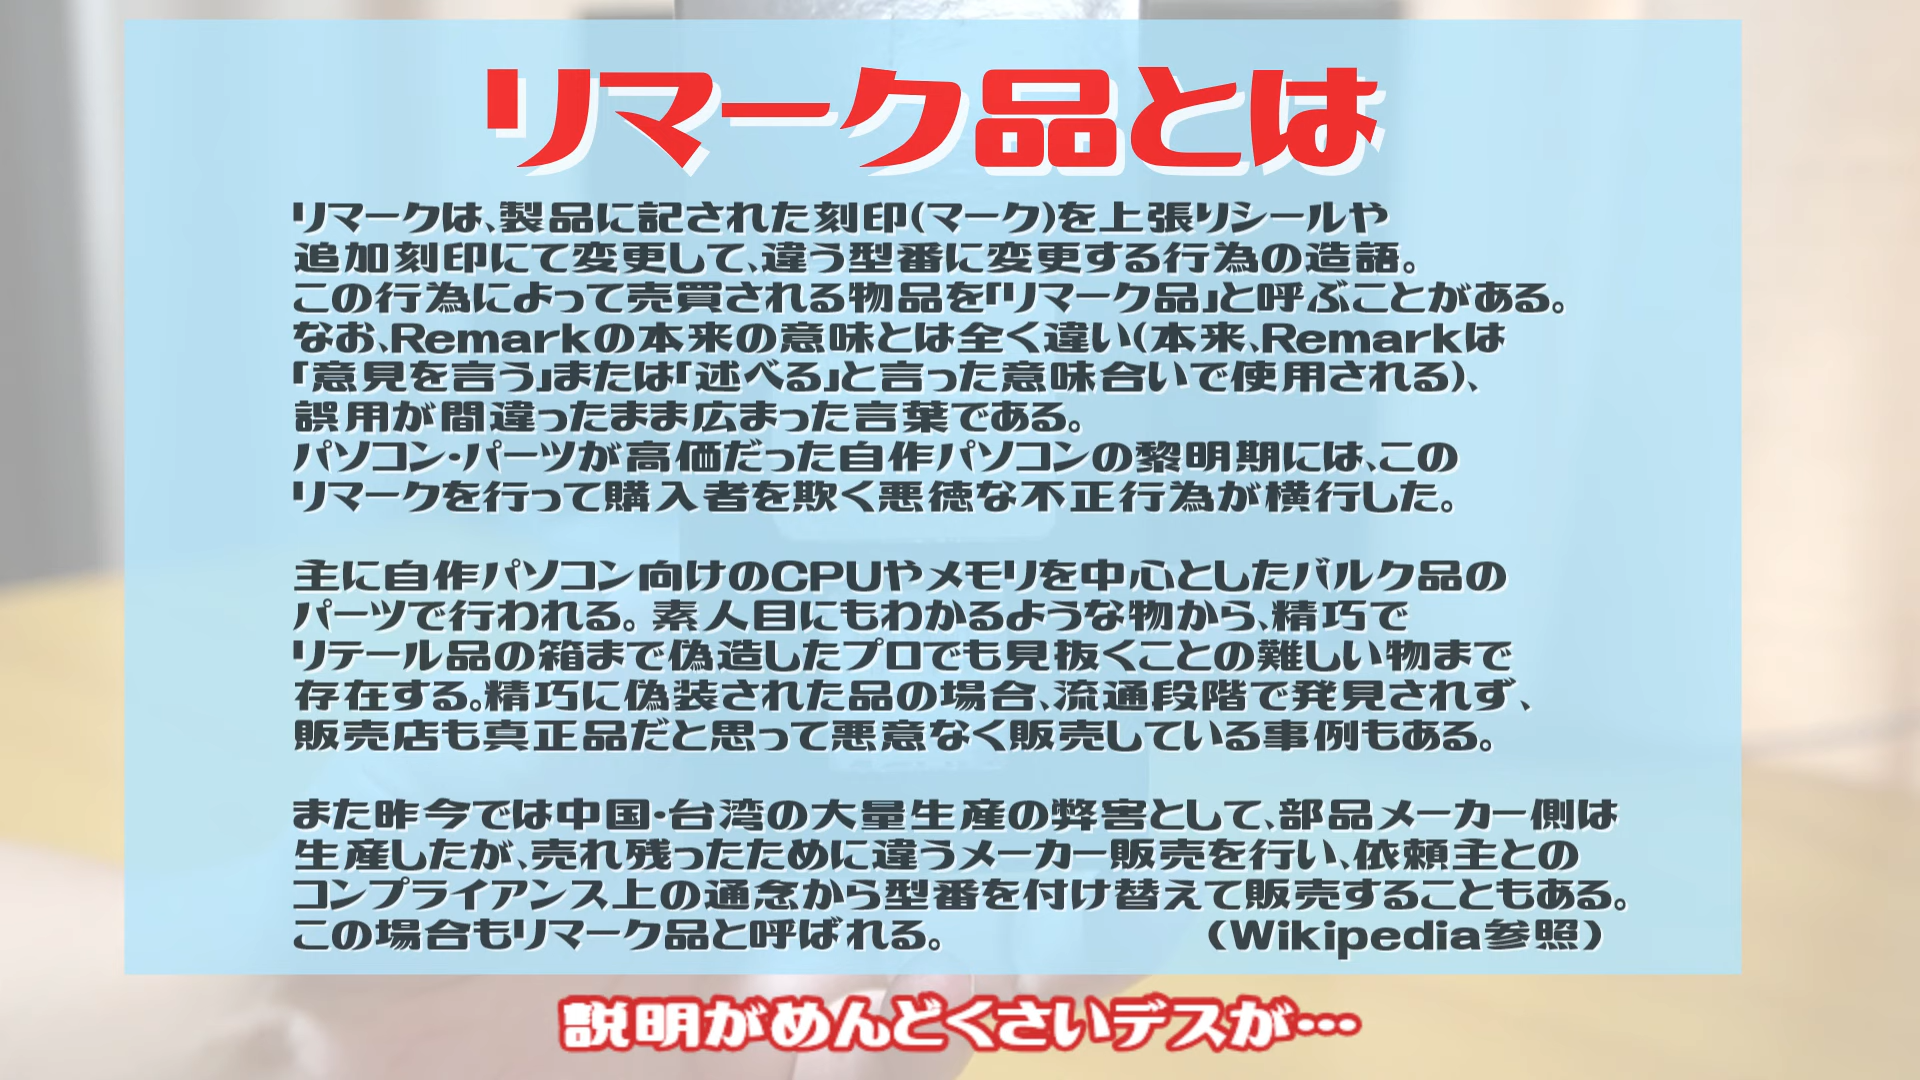 リマーク品とは
リマークは、製品に記された刻印(マーク)を上張りシールや
追加刻印にて変更して、違う型番に変更する行為の造語。
この行為によって売買される物品を「リマーク品」と呼ぶことがある。
なお、Remarkの本来の意味とは全く違い(本来、Remarkは
「意見を言う」または「述べる」と言った意味合いで使用される)、
誤用が間違ったまま広まった言葉である。
パソコン・パーツが高価だった自作パソコンの黎明期には、この
リマークを行って購入者を欺く悪徳な不正行為が横行した。
主に自作パソコン向けのCPUやメモリを中心としたバルク品の
パーツで行われる。素人目にもわかるような物から、精巧で
リテール品の箱まで偽造したプロでも見抜くことの難しい物まで
存在する。精巧に偽装された品の場合、流通段階で発見されず、
販売店も真正品だと思って悪意なく販売している事例もある。
また昨今では中国・台湾の大量生産の弊害として、部品メーカー側は
生産したが、売れ残ったために違うメーカー販売を行い、依頼主との
コンプライアンス上の通念から型番を付け替えて販売することもある。
この場合もリマーク品と呼ばれる。 (Wikipedia参照)
説明がめんどくさいデスが…